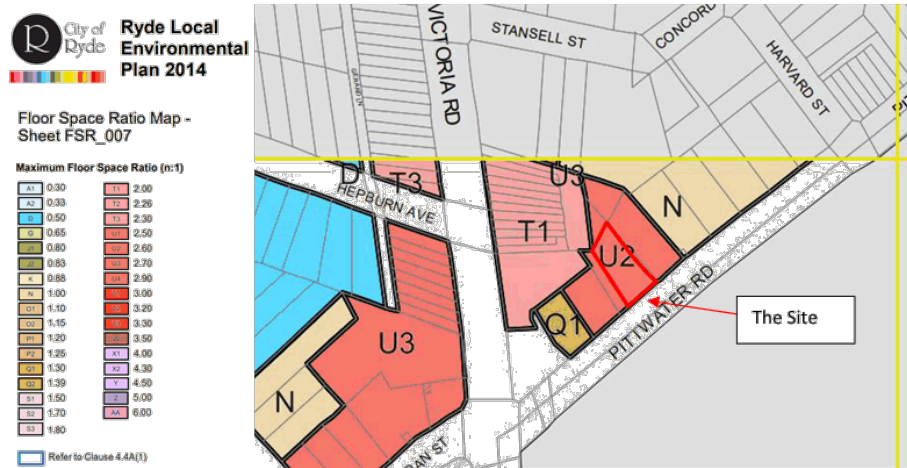 R
City of
Ryde
Ryde Local
Environmental
Plan 2014
Floor Space Ratio Map -
Sheet FSR_007
Maximum Floor Space Ratio (n:1)
A1 0.30
A2 0.33
D 0.50
G 0.65
J1 0.80
J2 0.83
K 0.88
N 1.00
O1 1.10
O2 1.15
P1 1.20
P2 1.25
Q1 1.30
Q2 1.39
S1 1.50
S2 1.70
S3 1.80
T1 2.00
T2 2.26
T3 2.30
U1 2.50
U2 2.60
U3 2.70
U4 2.90
3.00
3.20
3.30
3.50
X1 4.00
X2 4.30
Y 4.50
Z 5.00
AA 6.00
Refer to Clause 4.4A(1)
VICTORIA RD
STANSELL ST
CONCORD
HARVARD ST
GERARD LN
D
T3
HEPBURN AVE
U3
N
T1
U2
PITTWATER RD
The Site
Q1
U3
N